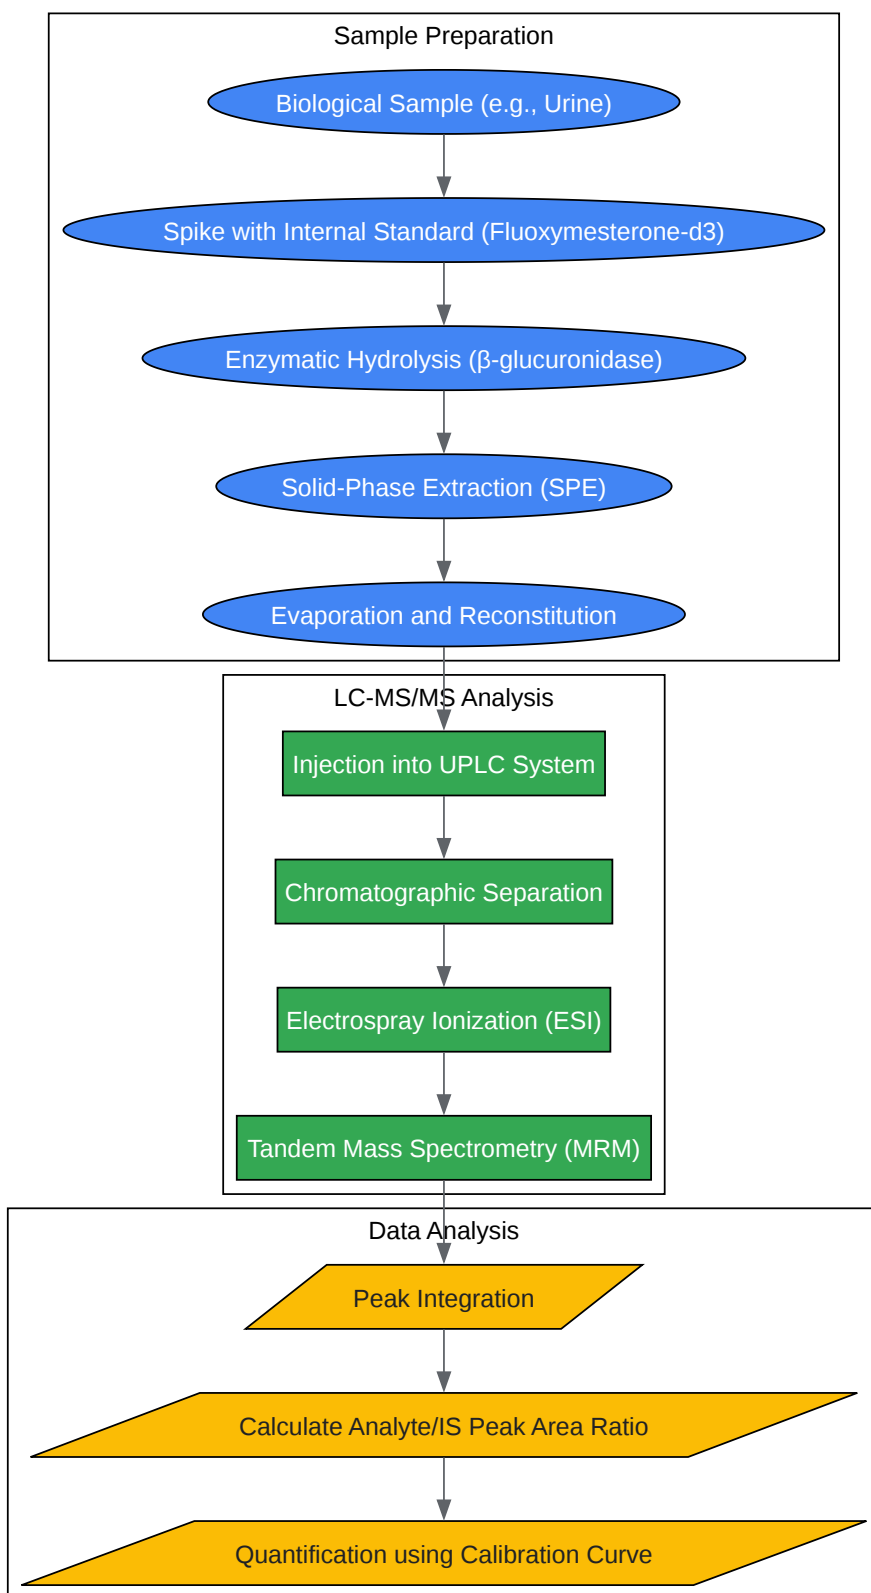 Sample Preparation
Biological Sample (e.g., Urine)
Spike with Internal Standard (Fluoxymesterone-d3)
Enzymatic Hydrolysis (β-glucuronidase)
Solid-Phase Extraction (SPE)
Evaporation and Reconstitution
LC-MS/MS Analysis
Injection into UPLC System
Chromatographic Separation
Electrospray Ionization (ESI)
Tandem Mass Spectrometry (MRM)
Data Analysis
Peak Integration
Calculate Analyte/IS Peak Area Ratio
Quantification using Calibration Curve